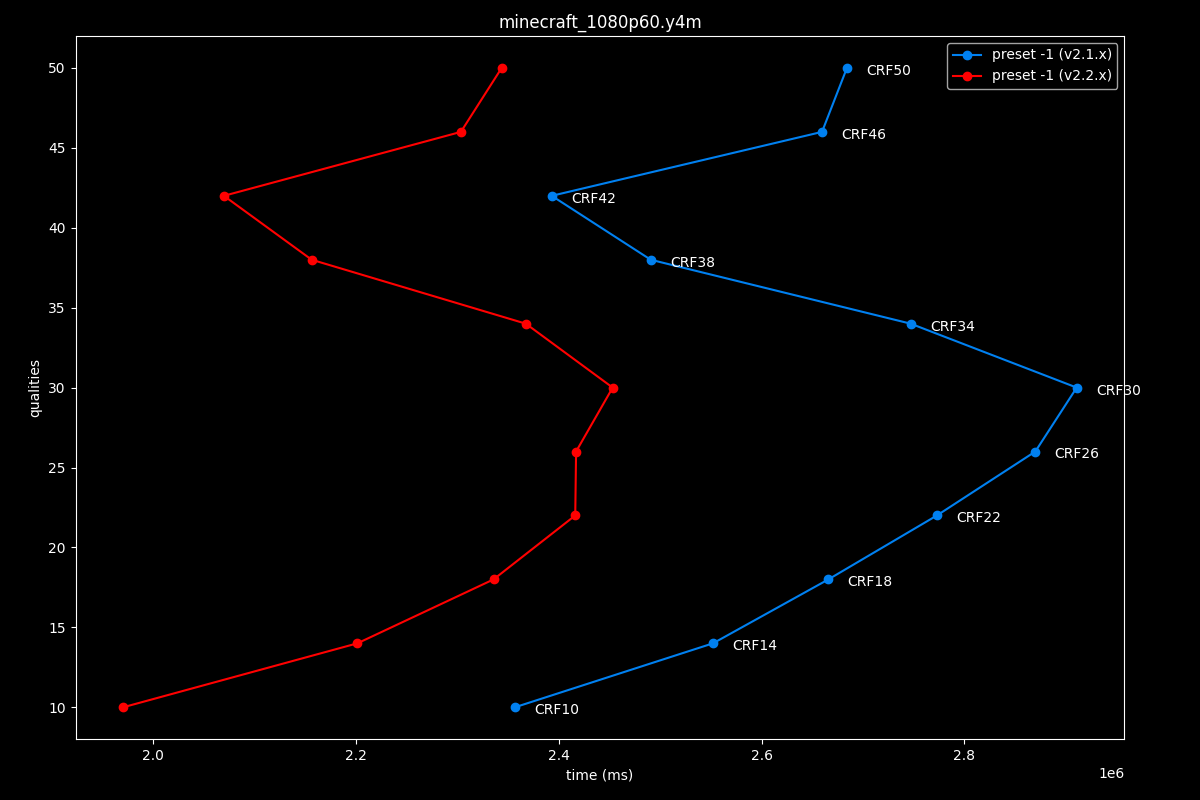 minecraft_1080p60.y4m
preset -1 (v2.1.x)
preset -1 (v2.2.x)
50
45
40
35
30
25
20
15
10
qualities
CRF50
CRF46
CRF42
CRF38
CRF34
CRF30
CRF26
CRF22
CRF18
CRF14
CRF10
2.0 2.2 2.4 2.6 2.8
time (ms)
1e6